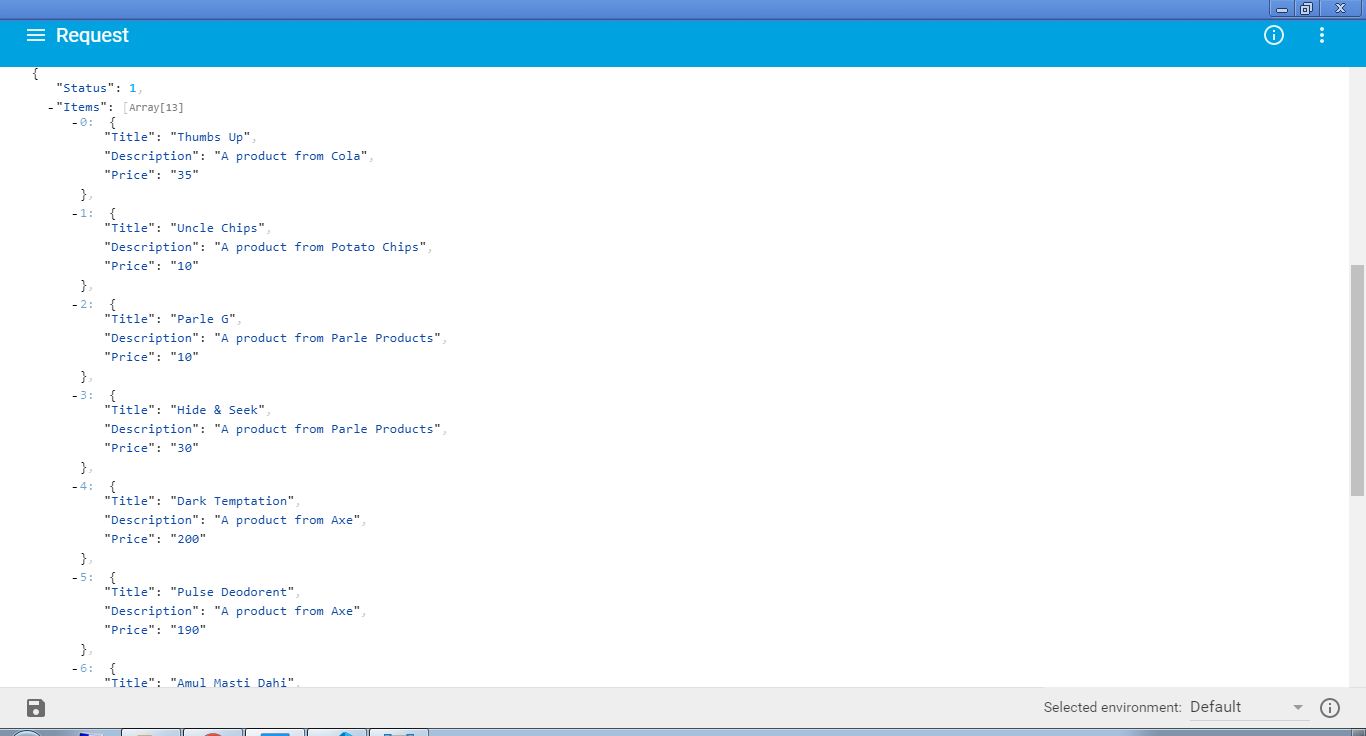 Request
{
"Status": 1,
-"Items": [Array[13]
-0: {
"Title": "Thumbs Up",
"Description": "A product from Cola",
"Price": "35"
},
-1: {
"Title": "Uncle Chips",
"Description": "A product from Potato Chips",
"Price": "10"
},
-2: {
"Title": "Parle G",
"Description": "A product from Parle Products",
"Price": "10"
},
-3: {
"Title": "Hide & Seek",
"Description": "A product from Parle Products",
"Price": "30"
},
-4: {
"Title": "Dark Temptation",
"Description": "A product from Axe",
"Price": "200"
},
-5: {
"Title": "Pulse Deodorent",
"Description": "A product from Axe",
"Price": "190"
},
-6: {
"Title": "Amul Masti Dahi",
Selected environment: Default